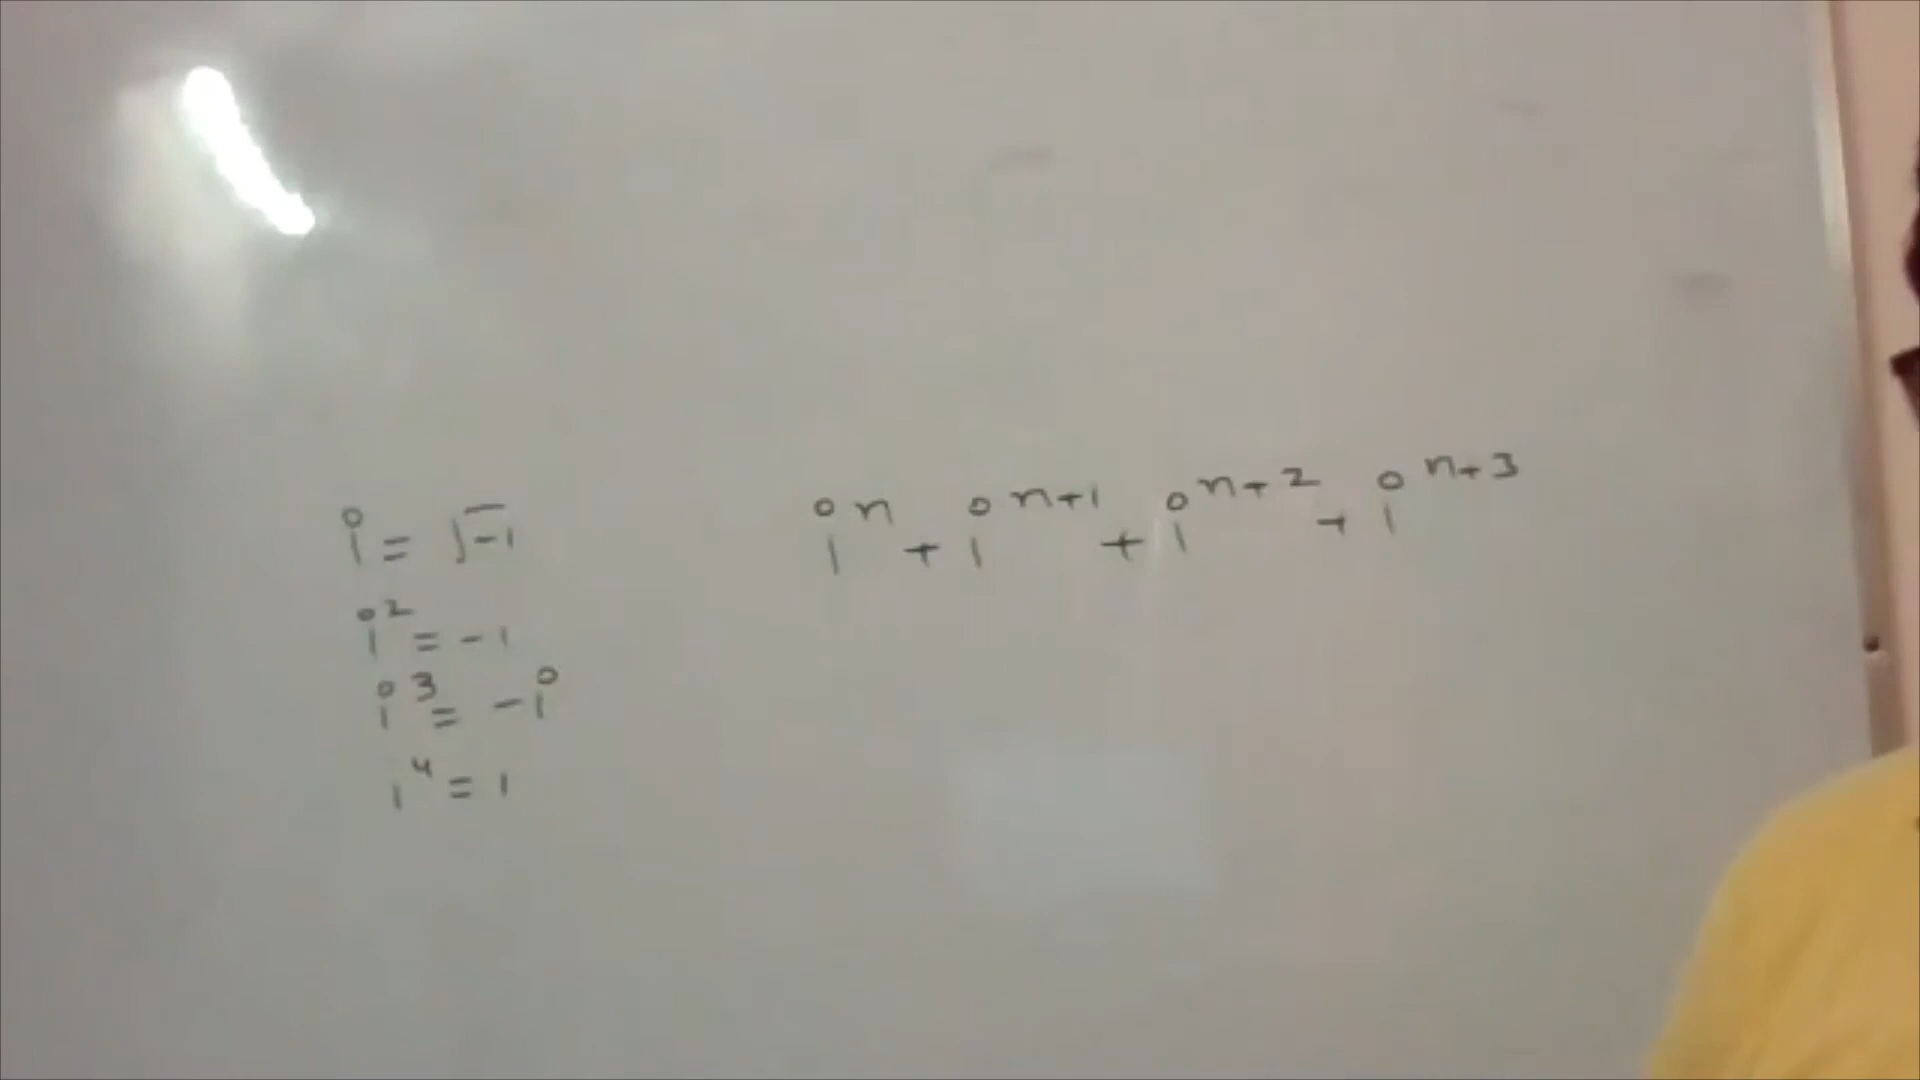 i = √-1
i² = -1
i³ = -i
i⁴ = 1
iⁿ + iⁿ⁺¹ + iⁿ⁺² + iⁿ⁺³